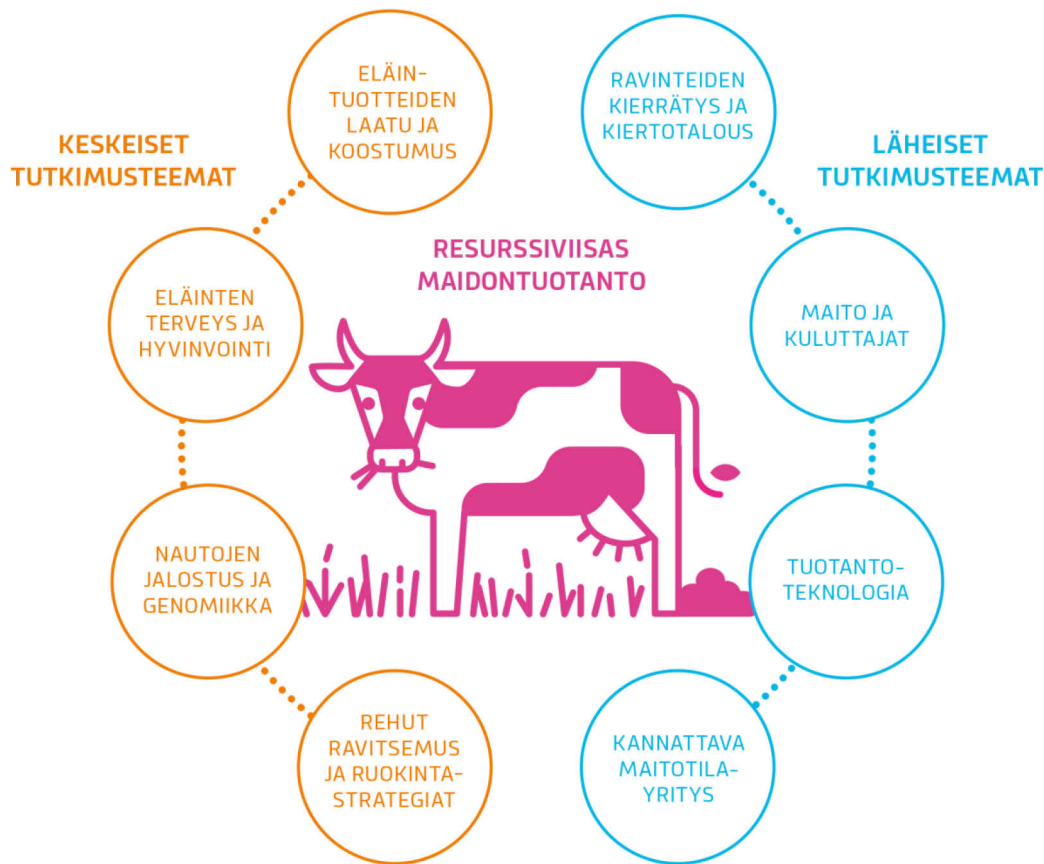 KESKEISET
TUTKIMUSTEEMAT
ELÄIN-
TUOTTEIDEN
LAATU JA
KOOSTUMUS
ELÄINTEN
TERVEYS JA
HYVINVOINTI
NAUTOJEN
JALOSTUS JA
GENOMIIKKA
REHUT
RAVITSEMUS
JA RUOKINTA-
STRATEGIAT
RESURSSIVIISAS
MAIDONTUOTANTO
LÄHEISET
TUTKIMUSTEEMAT
RAVINTEIDEN
KIERRÄTYS JA
KIERTOTALOUS
MAITO JA
KULUTTAJAT
TUOTANTO-
TEKNOLOGIA
KANNATTAVA
MAITOTILA-
YRITYS